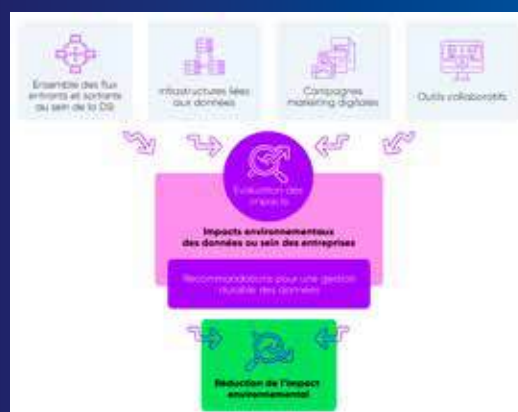 Ensemble des flux
entrants et sortants
au sein de la DSI
Infrastructures liées
aux données
Campagnes
marketing digitales
Outils collaboratifs
Évaluation des
impacts
Impacts environnementaux
des données au sein des entreprises
Recommandations pour une gestion
durable des données
Réduction de l'impact
environnemental